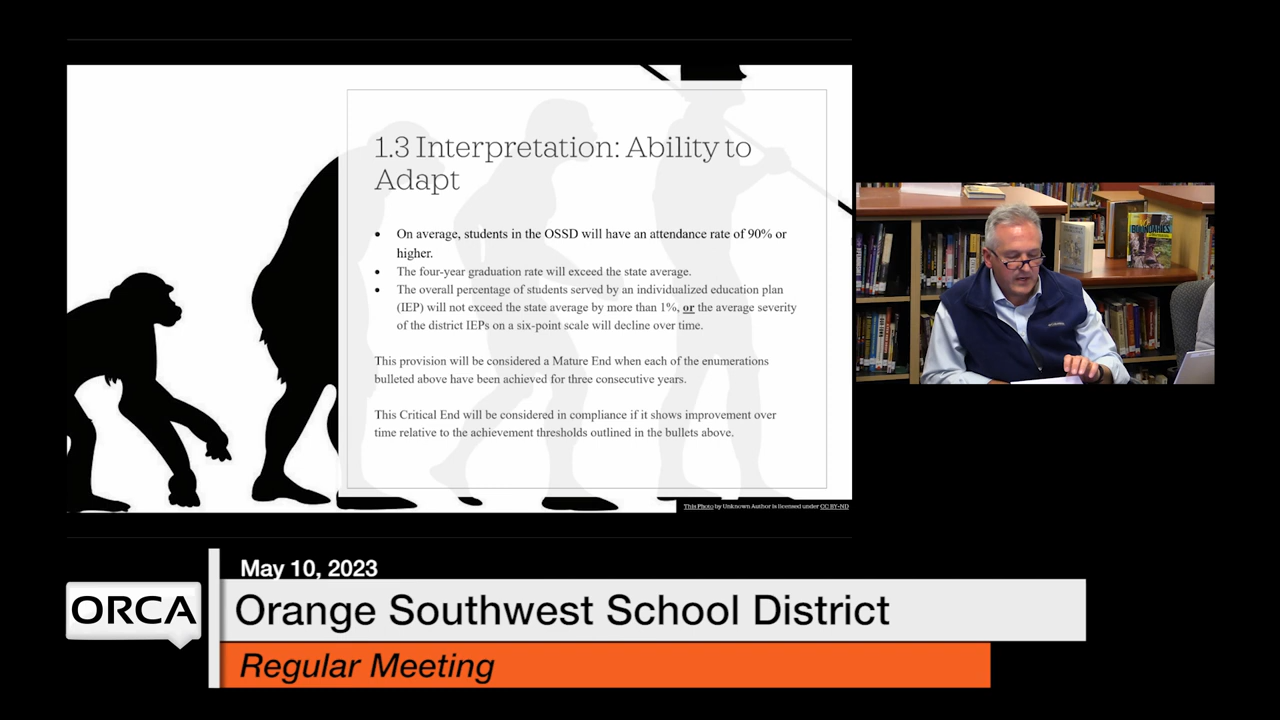 1.3 Interpretation: Ability to
Adapt
• On average, students in the OSSD will have an attendance rate of 90% or
higher.
• The four-year graduation rate will exceed the state average.
• The overall percentage of students served by an individualized education plan
(IEP) will not exceed the state average by more than 1%, or the average severity
of the district IEPs on a six-point scale will decline over time.
This provision will be considered a Mature End when each of the enumerations
bulleted above have been achieved for three consecutive years.
This Critical End will be considered in compliance if it shows improvement over
time relative to the achievement thresholds outlined in the bullets above.
This Photo by Unknown Author is licensed under CC BY-ND
BOUNDARIES
May 10, 2023
ORCA
Orange Southwest School District
Regular Meeting